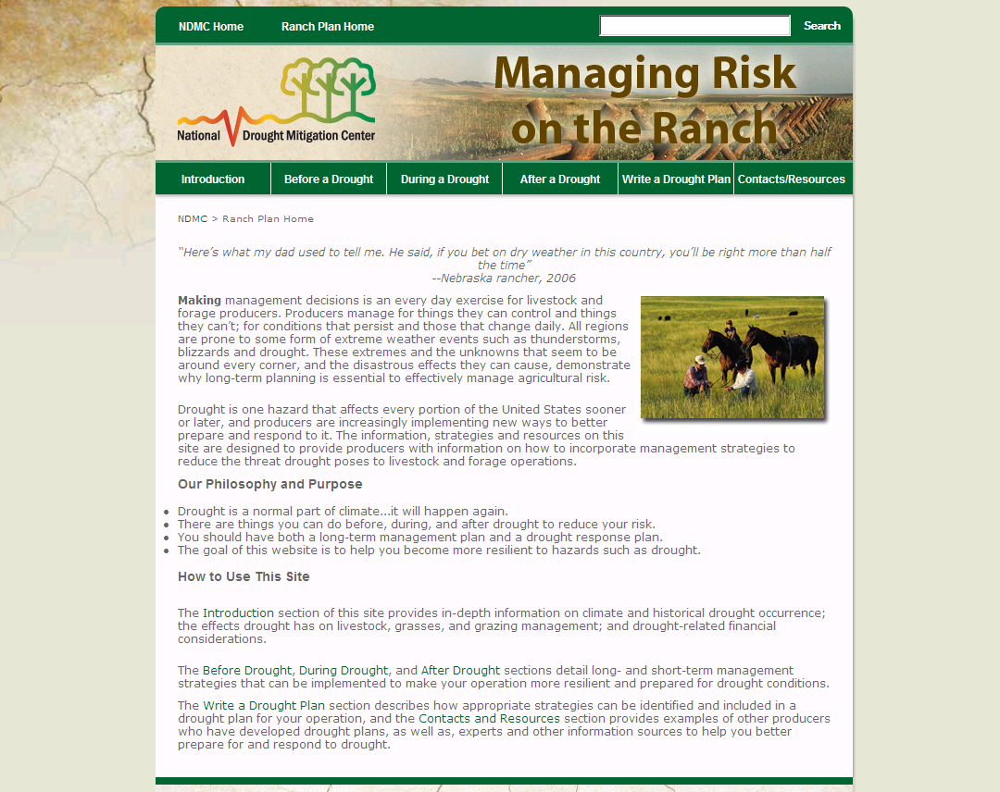 NDMC Home Ranch Plan Home Search
National Drought Mitigation Center
Managing Risk
on the Ranch
Introduction Before a Drought During a Drought After a Drought Write a Drought Plan Contacts/Resources
NDMC > Ranch Plan Home
“Here’s what my dad used to tell me. He said, if you bet on dry weather in this country, you’ll be right more than half
the time”
--Nebraska rancher, 2006
Making management decisions is an every day exercise for livestock and
forage producers. Producers manage for things they can control and things
they can’t; for conditions that persist and those that change daily. All regions
are prone to some form of extreme weather events such as thunderstorms,
blizzards and drought. These extremes and the unknowns that seem to be
around every corner, and the disastrous effects they can cause, demonstrate
why long-term planning is essential to effectively manage agricultural risk.
Drought is one hazard that affects every portion of the United States sooner
or later, and producers are increasingly implementing new ways to better
prepare and respond to it. The information, strategies and resources on this
site are designed to provide producers with information on how to incorporate management strategies to
reduce the threat drought poses to livestock and forage operations.
Our Philosophy and Purpose
• Drought is a normal part of climate...it will happen again.
• There are things you can do before, during, and after drought to reduce your risk.
• You should have both a long-term management plan and a drought response plan.
• The goal of this website is to help you become more resilient to hazards such as drought.
How to Use This Site
The Introduction section of this site provides in-depth information on climate and historical drought occurrence;
the effects drought has on livestock, grasses, and grazing management; and drought-related financial
considerations.
The Before Drought, During Drought, and After Drought sections detail long- and short-term management
strategies that can be implemented to make your operation more resilient and prepared for drought conditions.
The Write a Drought Plan section describes how appropriate strategies can be identified and included in a
drought plan for your operation, and the Contacts and Resources section provides examples of other producers
who have developed drought plans, as well as, experts and other information sources to help you better
prepare for and respond to drought.